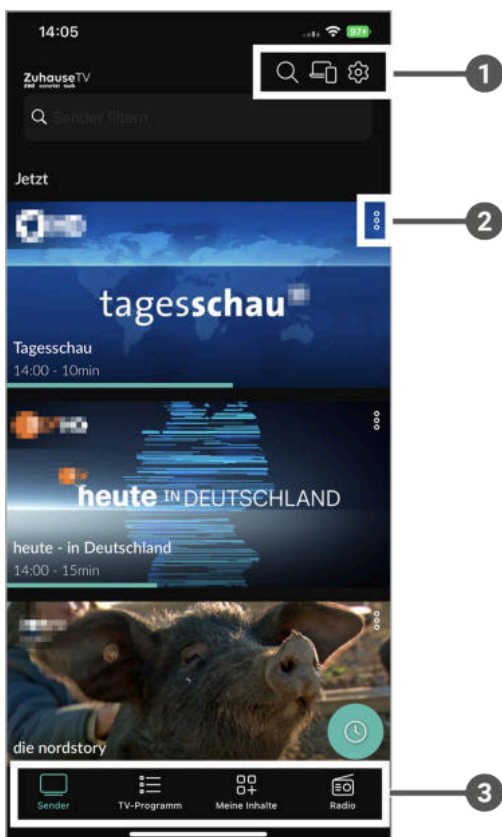 14:05
97
1
ZuhauseTV
Sender filtern
Jetzt
2
tagesschau
Tagesschau
14:00 - 10min
heute IN DEUTSCHLAND
heute - in Deutschland
14:00 - 15min
die nordstory
Sender TV-Programm Meine Inhalte Radio
3